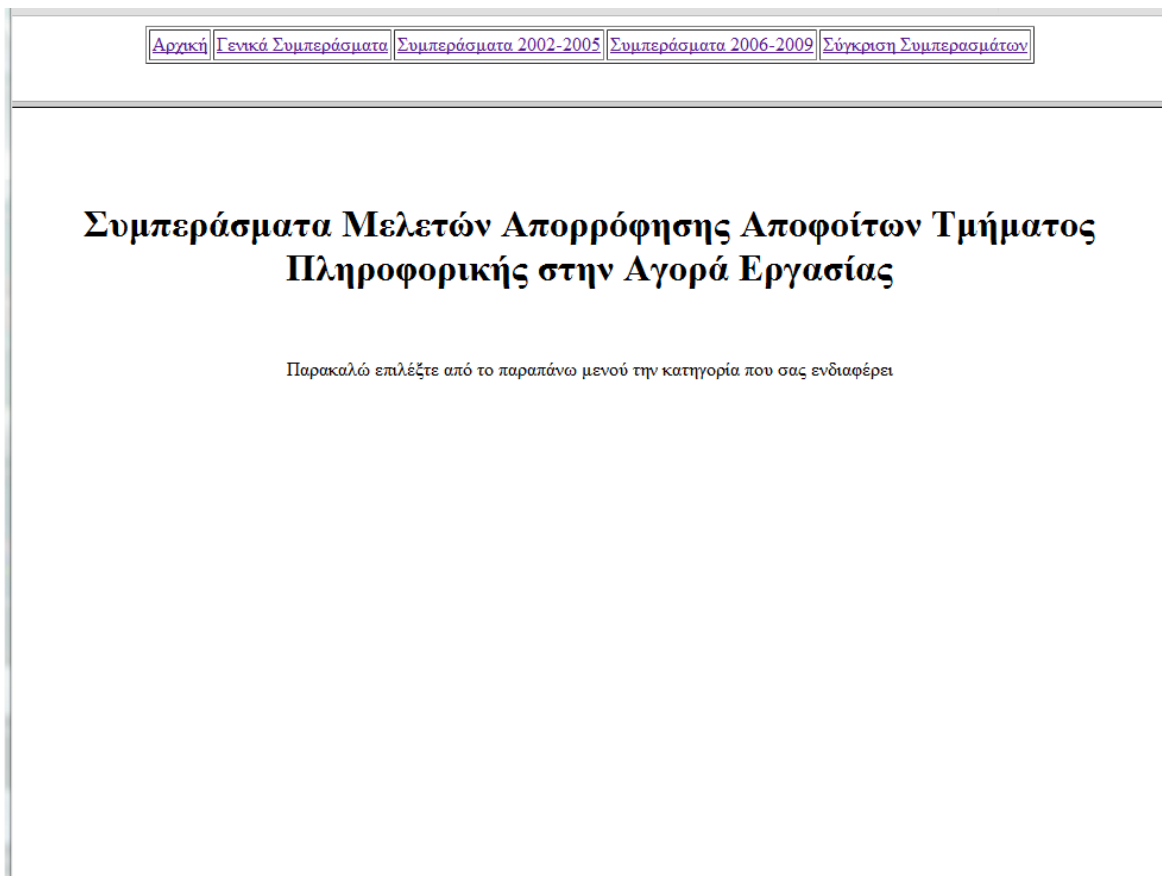 Αρχική Γενικά Συμπεράσματα Συμπεράσματα 2002-2005 Συμπεράσματα 2006-2009 Σύγκριση Συμπερασμάτων
Συμπεράσματα Μελετών Απορρόφησης Αποφοίτων Τμήματος
Πληροφορικής στην Αγορά Εργασίας
Παρακαλώ επιλέξτε από το παραπάνω μενού την κατηγορία που σας ενδιαφέρει